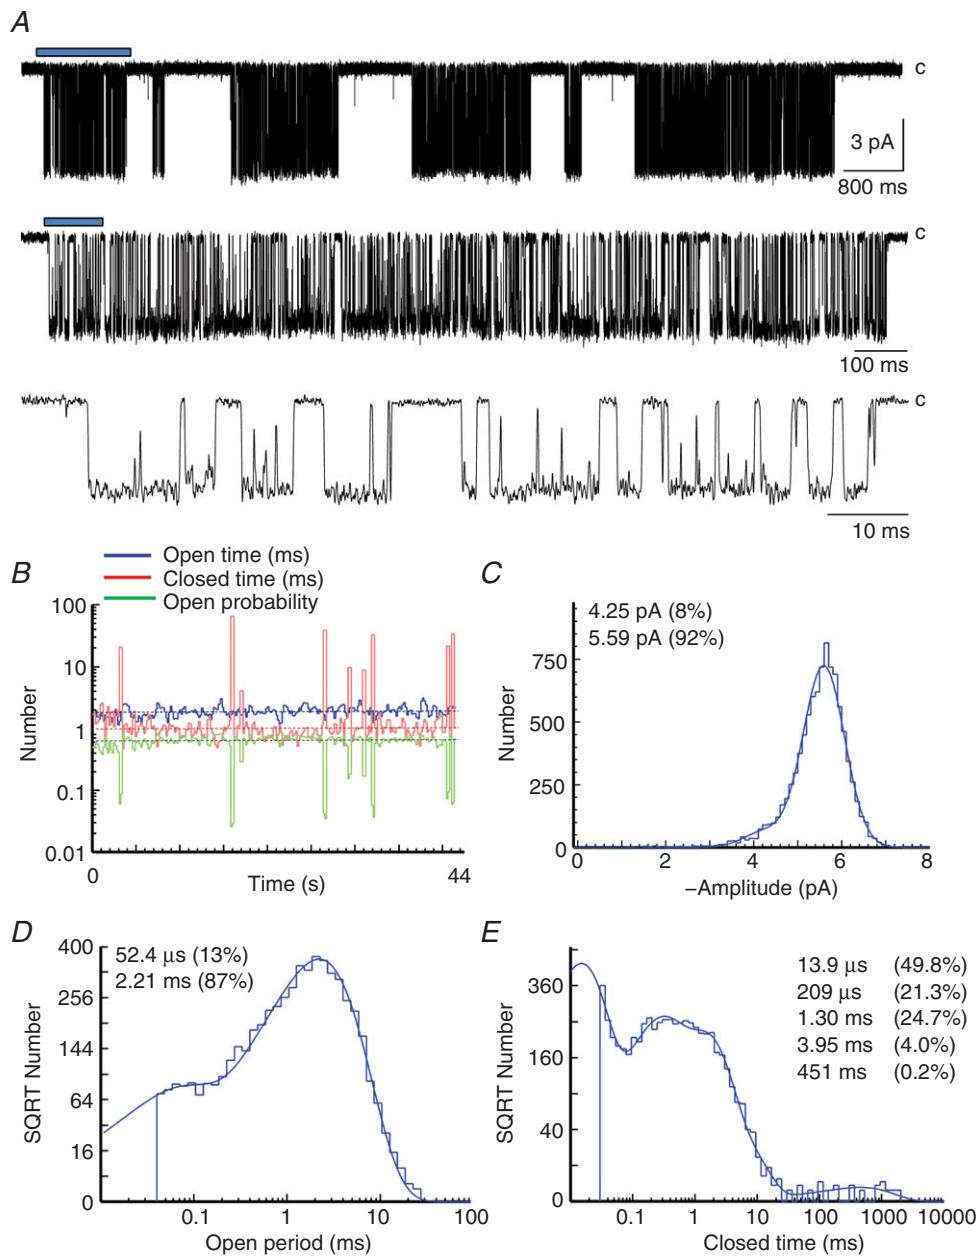 A
c
3 pA
800 ms
c
100 ms
c
10 ms
B
Open time (ms)
Closed time (ms)
Open probability
Number
100
10
1
0.1
0.01
0
Time (s)
44
C
4.25 pA (8%)
5.59 pA (92%)
Number
750
500
250
0
0
2
4
6
8
−Amplitude (pA)
D
52.4 μs (13%)
2.21 ms (87%)
SQRT Number
400
256
144
64
16
0
0.1
1
10
100
Open period (ms)
E
13.9 μs (49.8%)
209 μs (21.3%)
1.30 ms (24.7%)
3.95 ms (4.0%)
451 ms (0.2%)
SQRT Number
360
160
40
0
0.1
1
10
100
1000
10000
Closed time (ms)